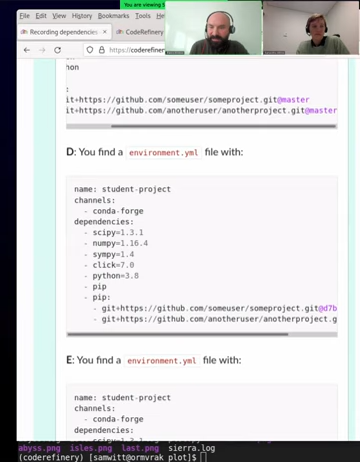 You are viewing
File Edit View History Bookmarks Tools
Recording dependencies
CodeRefin
https://coderefiner
hon
:
it+https://github.com/someuser/someproject.git@master
it+https://github.com/anotheruser/anotherproject.git@master
D: You find a environment.yml file with:
name: student-project
channels:
- conda-forge
dependencies:
- scipy=1.3.1
- numpy=1.16.4
- sympy=1.4
- click=7.0
- python=3.8
- pip
- pip:
- git+https://github.com/someuser/someproject.git@d7b
- git+https://github.com/anotheruser/anotherproject.g
E: You find a environment.yml file with:
name: student-project
channels:
- conda-forge
dependencies:
abyss.png isles.png last.png sierra.log
(coderefinery) [samwitt@ormvrak plot]$